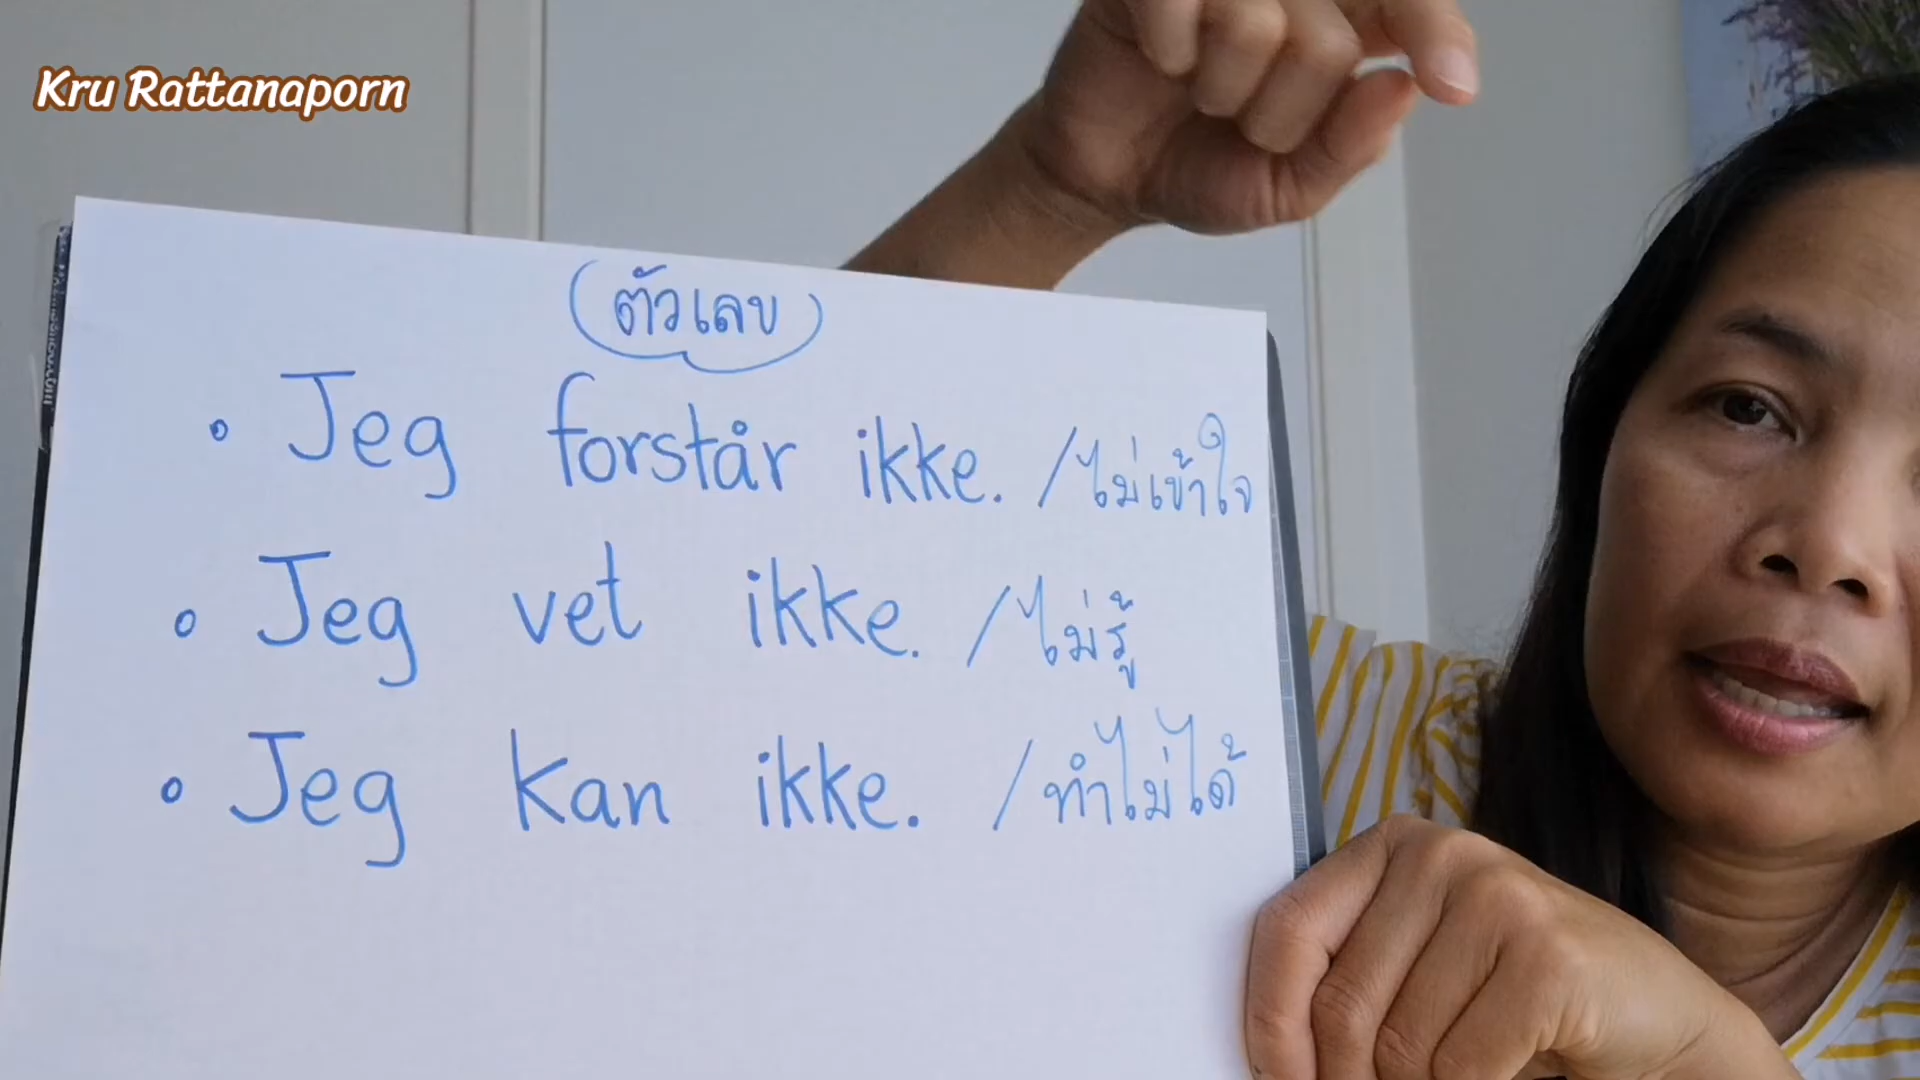 Kru Rattanaporn
(ตัวเลข)
• Jeg forstår ikke. /ไม่เข้าใจ
• Jeg vet ikke. /ไม่รู้
• Jeg kan ikke. /ทำไม่ได้